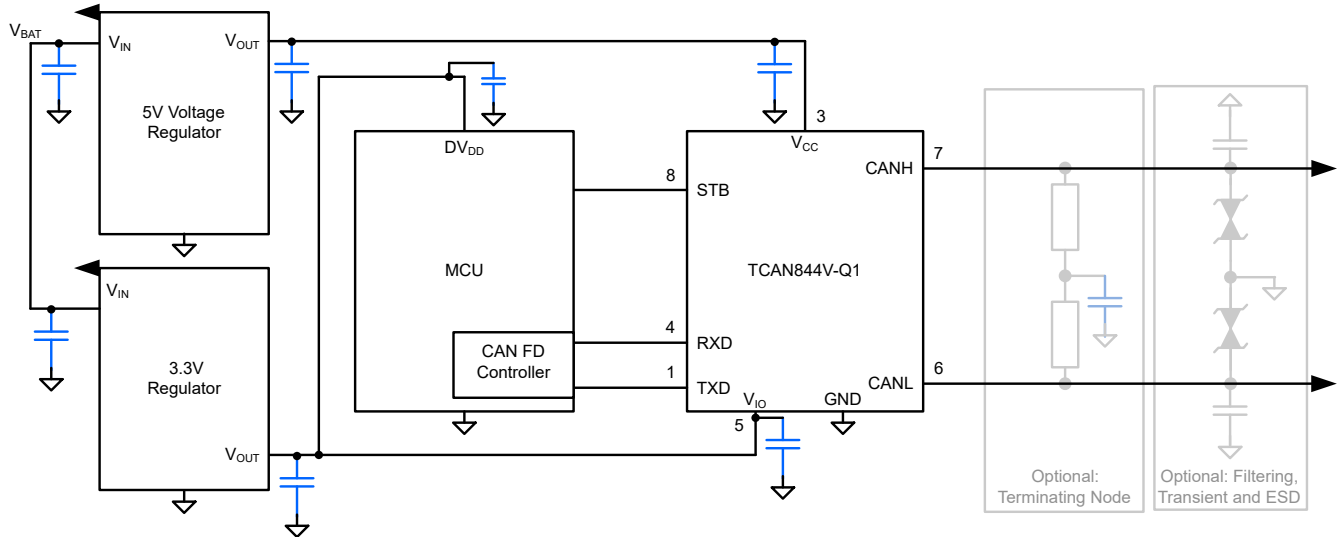 VBAT
VIN
VOUT
5V Voltage
Regulator
VIN
3.3V
Regulator
VOUT
DVDD
MCU
CAN FD
Controller
8
4
1
3
VCC
STB
TCAN844V-Q1
RXD
TXD
VIO
5
GND
CANH
7
CANL
6
Optional:
Terminating Node
Optional: Filtering,
Transient and ESD